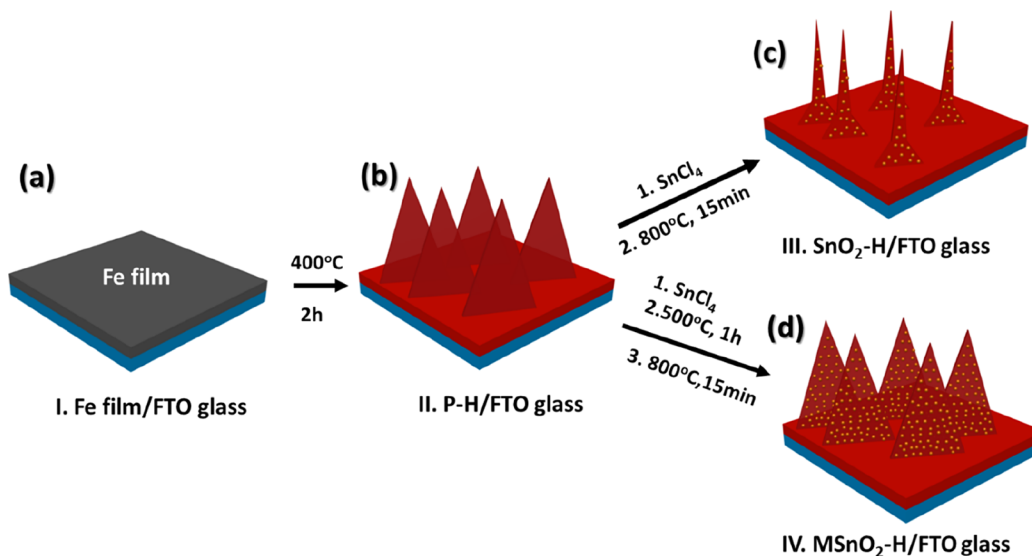 (a)
Fe film
I. Fe film/FTO glass
400°C
2h
(b)
II. P-H/FTO glass
1. SnCl₄
2. 800°C, 15min
(c)
III. SnO₂-H/FTO glass
1. SnCl₄
2.500°C, 1h
3. 800°C,15min
(d)
IV. MSnO₂-H/FTO glass